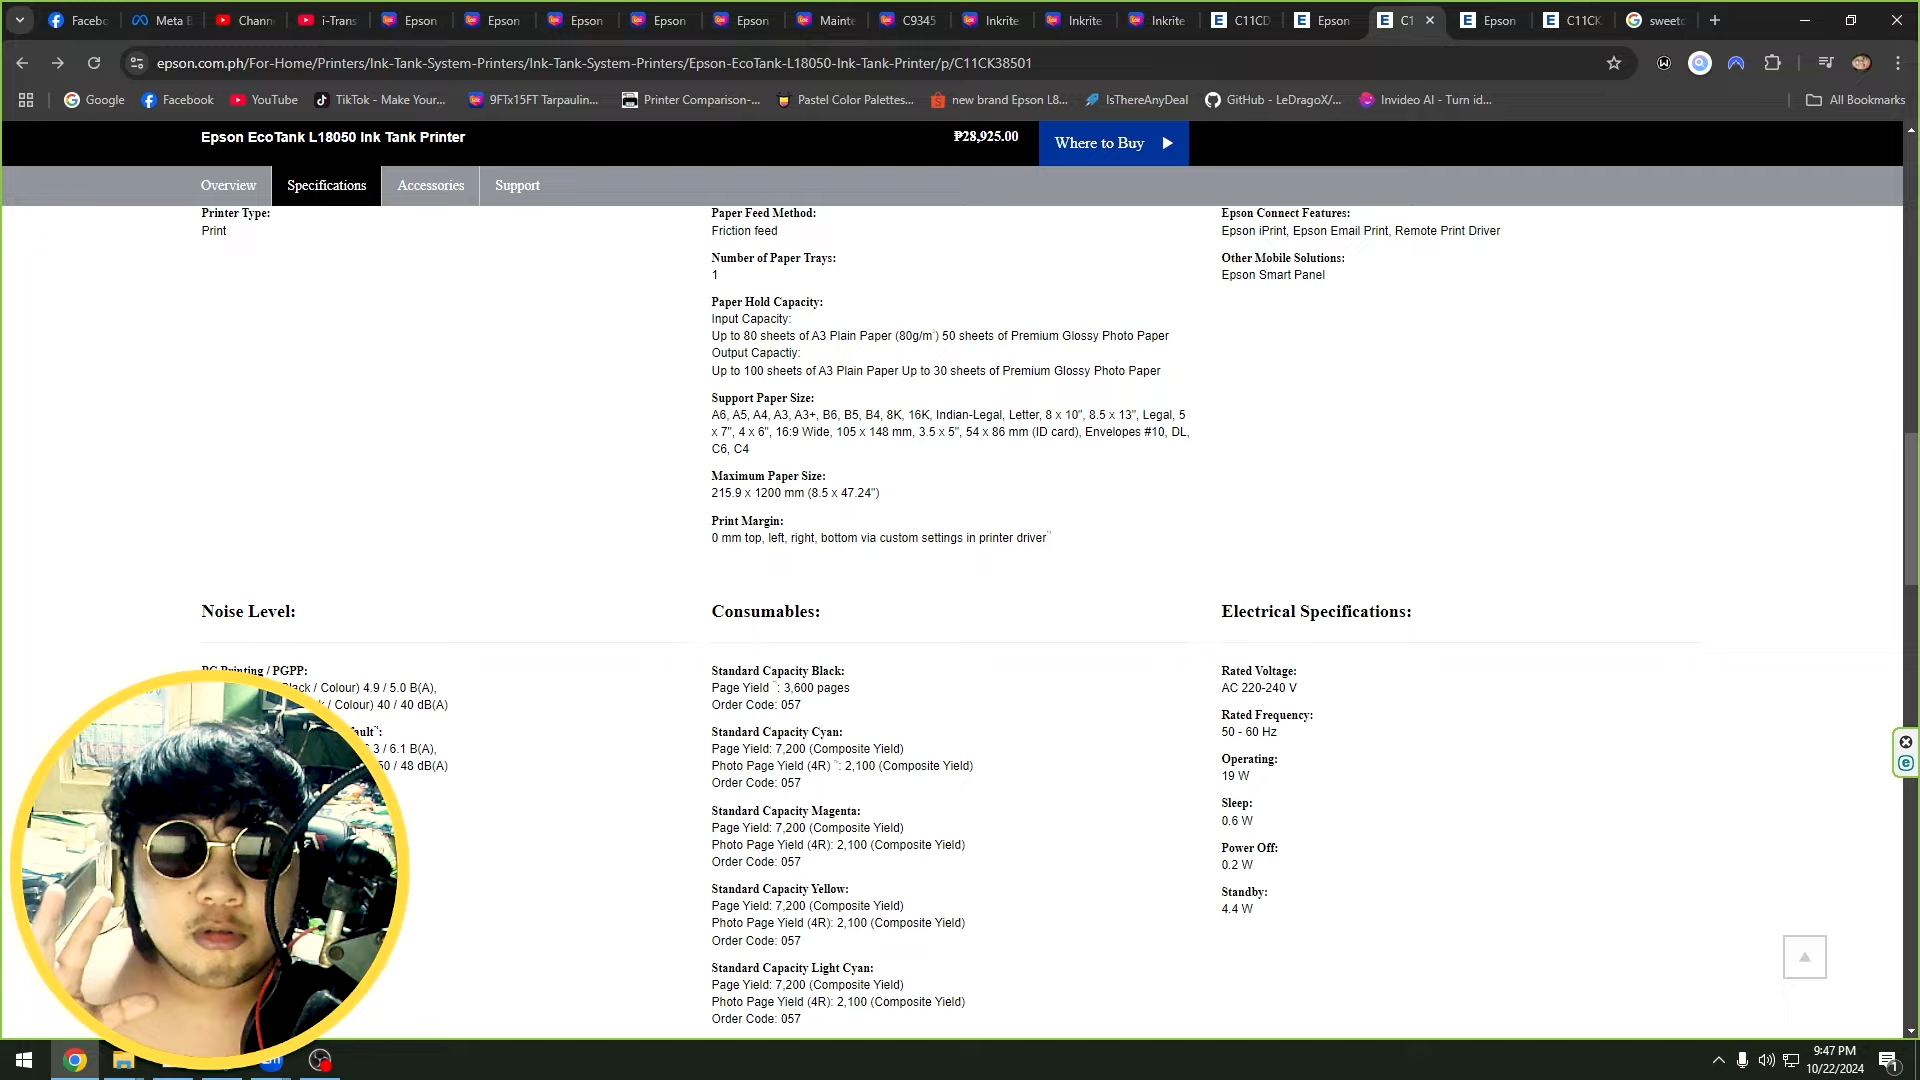 Facebo
Meta B
Chann
i-Trans
Epson
Epson
Epson
Epson
Epson
Mainte
C9345
Inkrite
Inkrite
Inkrite
C11CD
Epson
C1
Epson
C11CK
sweetc
epson.com.ph/For-Home/Printers/Ink-Tank-System-Printers/Ink-Tank-System-Printers/Epson-EcoTank-L18050-Ink-Tank-Printer/p/C11CK38501
Google
Facebook
YouTube
TikTok - Make Your...
9FTx15FT Tarpaulin...
Printer Comparison-...
Pastel Color Palettes...
new brand Epson L8...
IsThereAnyDeal
GitHub - LeDragoX/...
Invideo AI - Turn id...
All Bookmarks
Epson EcoTank L18050 Ink Tank Printer
₱28,925.00
Where to Buy
Overview
Specifications
Accessories
Support
Printer Type:
Print
Paper Feed Method:
Friction feed
Number of Paper Trays:
1
Paper Hold Capacity:
Input Capacity:
Up to 80 sheets of A3 Plain Paper (80g/m²) 50 sheets of Premium Glossy Photo Paper
Output Capactiy:
Up to 100 sheets of A3 Plain Paper Up to 30 sheets of Premium Glossy Photo Paper
Support Paper Size:
A6, A5, A4, A3, A3+, B6, B5, B4, 8K, 16K, Indian-Legal, Letter, 8 x 10", 8.5 x 13", Legal, 5
x 7", 4 x 6", 16:9 Wide, 105 x 148 mm, 3.5 x 5", 54 x 86 mm (ID card), Envelopes #10, DL,
C6, C4
Maximum Paper Size:
215.9 x 1200 mm (8.5 x 47.24")
Print Margin:
0 mm top, left, right, bottom via custom settings in printer driver
Epson Connect Features:
Epson iPrint, Epson Email Print, Remote Print Driver
Other Mobile Solutions:
Epson Smart Panel
Noise Level:
PC Printing / PGPP:
Black / Colour) 4.9 / 5.0 B(A),
/ Colour) 40 / 40 dB(A)
ault
.3 / 6.1 B(A),
50 / 48 dB(A)
Consumables:
Standard Capacity Black:
Page Yield : 3,600 pages
Order Code: 057
Standard Capacity Cyan:
Page Yield: 7,200 (Composite Yield)
Photo Page Yield (4R) : 2,100 (Composite Yield)
Order Code: 057
Standard Capacity Magenta:
Page Yield: 7,200 (Composite Yield)
Photo Page Yield (4R): 2,100 (Composite Yield)
Order Code: 057
Standard Capacity Yellow:
Page Yield: 7,200 (Composite Yield)
Photo Page Yield (4R): 2,100 (Composite Yield)
Order Code: 057
Standard Capacity Light Cyan:
Page Yield: 7,200 (Composite Yield)
Photo Page Yield (4R): 2,100 (Composite Yield)
Order Code: 057
Electrical Specifications:
Rated Voltage:
AC 220-240 V
Rated Frequency:
50 - 60 Hz
Operating:
19 W
Sleep:
0.6 W
Power Off:
0.2 W
Standby:
4.4 W
9:47 PM
10/22/2024
1